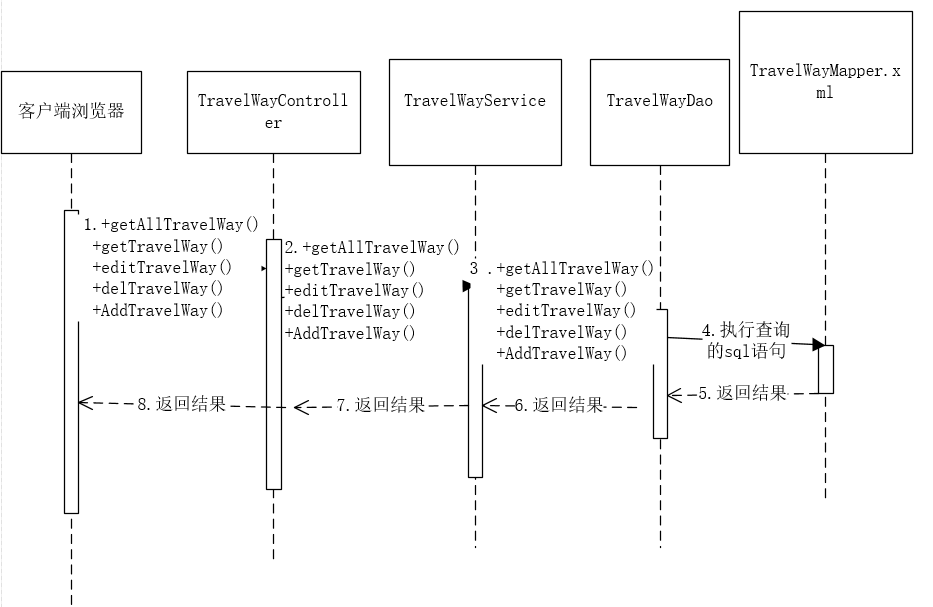 客户端浏览器
TravelWayControll
er
TravelWayService
TravelWayDao
TravelWayMapper.x
ml
1.+getAllTravelWay()
+getTravelWay()
+editTravelWay()
+delTravelWay()
+AddTravelWay()
2.+getAllTravelWay()
+getTravelWay()
+editTravelWay()
+delTravelWay()
+AddTravelWay()
3 .+getAllTravelWay()
+getTravelWay()
+editTravelWay()
+delTravelWay()
+AddTravelWay()
4.执行查询
的sql语句
5.返回结果
6.返回结果
7.返回结果
8.返回结果